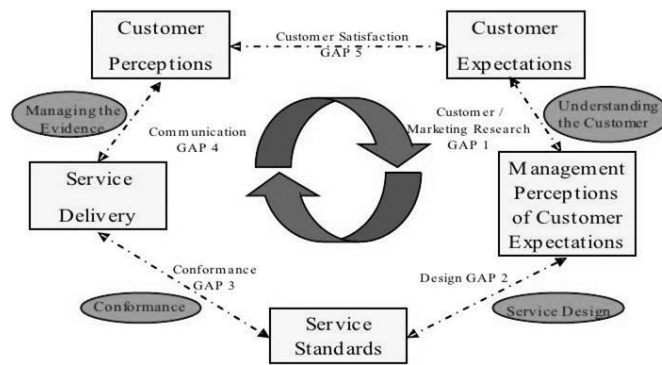 Customer
Perceptions
Customer Satisfaction
GAP 5
Customer
Expectations
Managing the
Evidence
Communication
GAP 4
Customer /
Marketing Research
GAP 1
Understanding
the Customer
Service
Delivery
Management
Perceptions
of Customer
Expectations
Conformance
GAP 3
Design GAP 2
Conformance
Service Design
Service
Standards